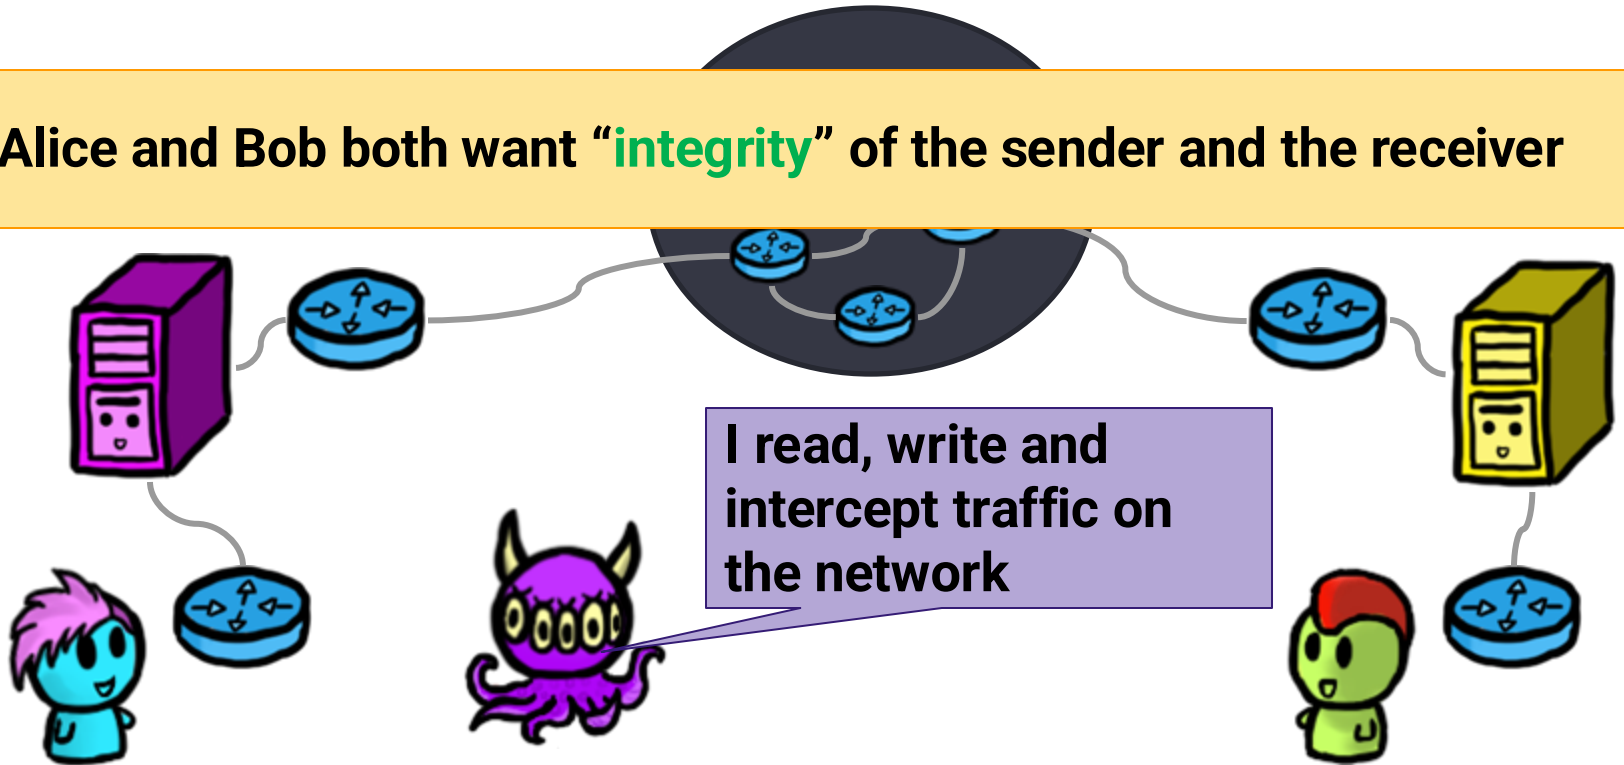 Alice and Bob both want “integrity” of the sender and the receiver
I read, write and
intercept traffic on
the network